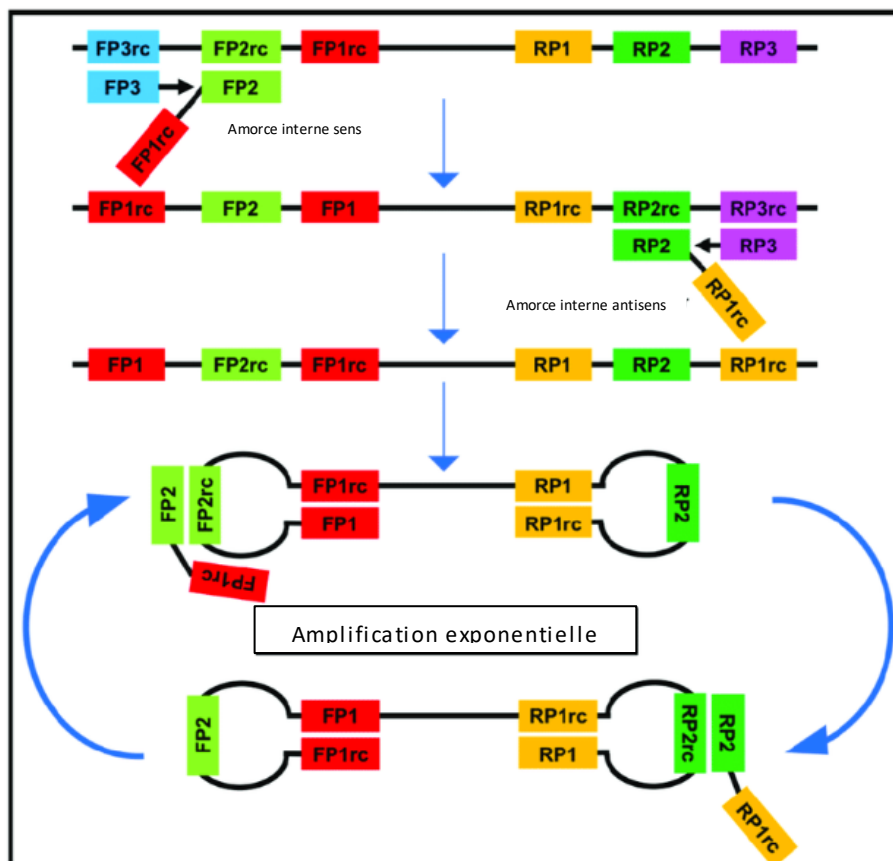 FP3rc FP2rc FP1rc RP1 RP2 RP3
FP3 FP2
FP1rc
Amorce interne sens
FP1rc FP2 FP1 RP1rc RP2rc RP3rc
RP2 RP3
RP1rc
Amorce interne antisens
FP1 FP2rc FP1rc RP1 RP2 RP1rc
FP2 FP2rc FP1rc RP1 RP2
FP1 RP1rc
FP1rc
Amplification exponentielle
FP2 FP1 RP1rc RP2rc RP2
FP1rc RP1
RP1rc